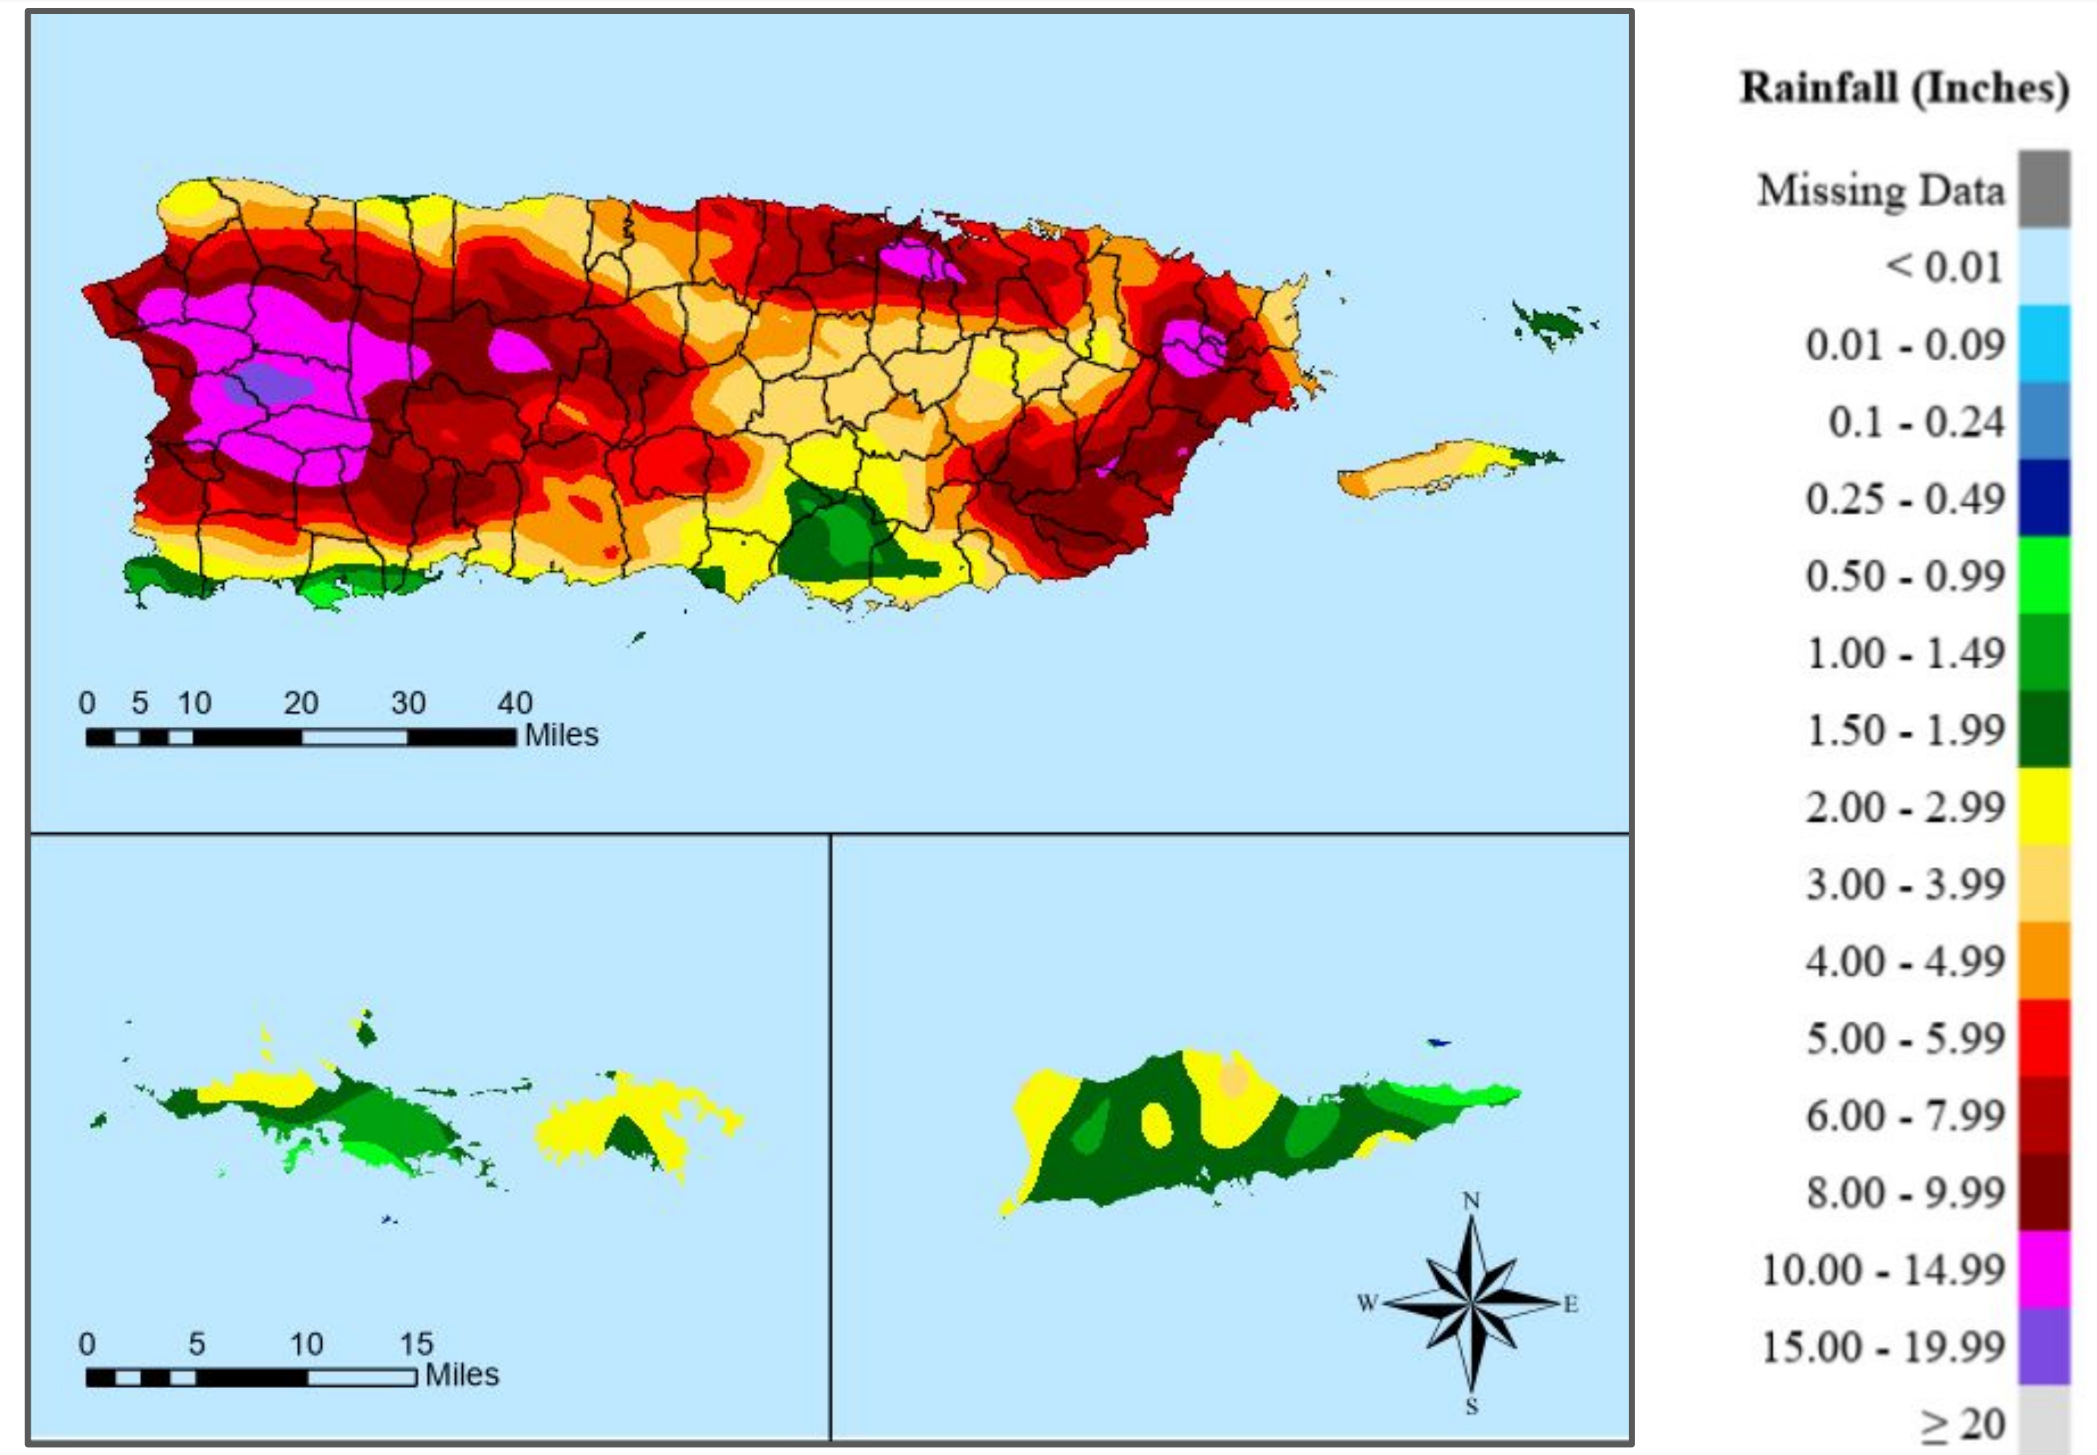 Rainfall (Inches)
Missing Data
< 0.01
0.01 - 0.09
0.1 - 0.24
0.25 - 0.49
0.50 - 0.99
1.00 - 1.49
1.50 - 1.99
2.00 - 2.99
3.00 - 3.99
4.00 - 4.99
5.00 - 5.99
6.00 - 7.99
8.00 - 9.99
10.00 - 14.99
15.00 - 19.99
≥ 20
0 5 10 20 30 40
Miles
0 5 10 15
Miles
N
W E
S